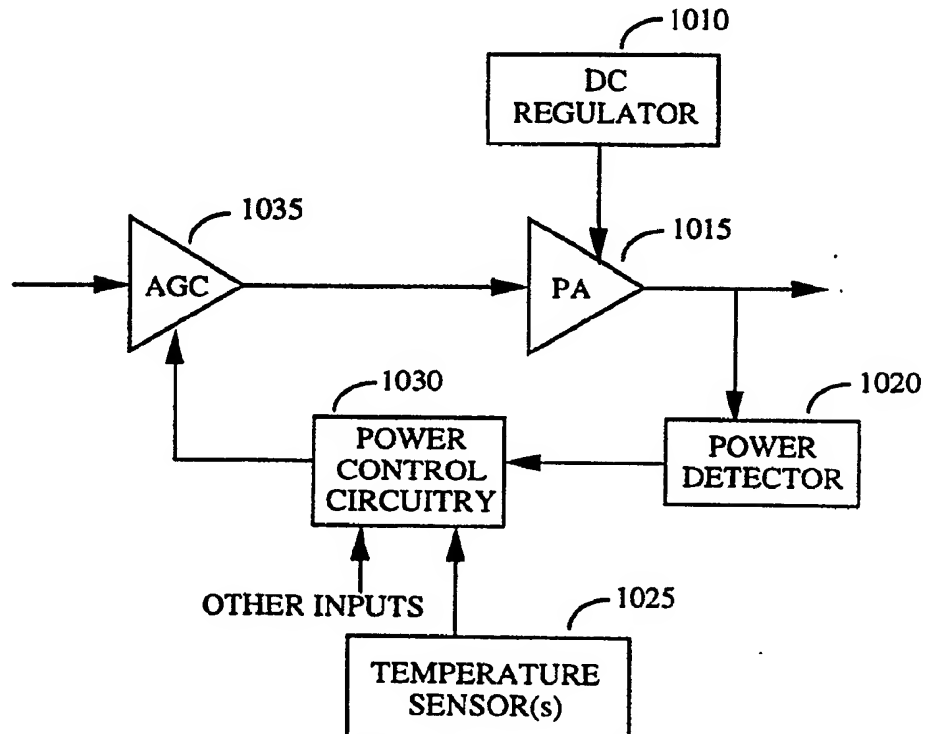 1010
DC
REGULATOR
1035
1015
AGC
PA
1030
1020
POWER
CONTROL
CIRCUITRY
POWER
DETECTOR
OTHER INPUTS
1025
TEMPERATURE
SENSOR(s)